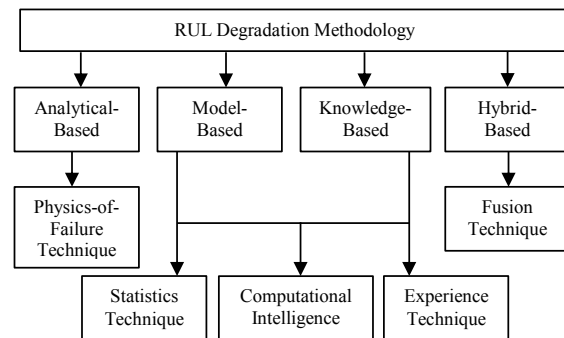 RUL Degradation Methodology
Analytical-
Based
Model-
Based
Knowledge-
Based
Hybrid-
Based
Physics-of-
Failure
Technique
Fusion
Technique
Statistics
Technique
Computational
Intelligence
Experience
Technique